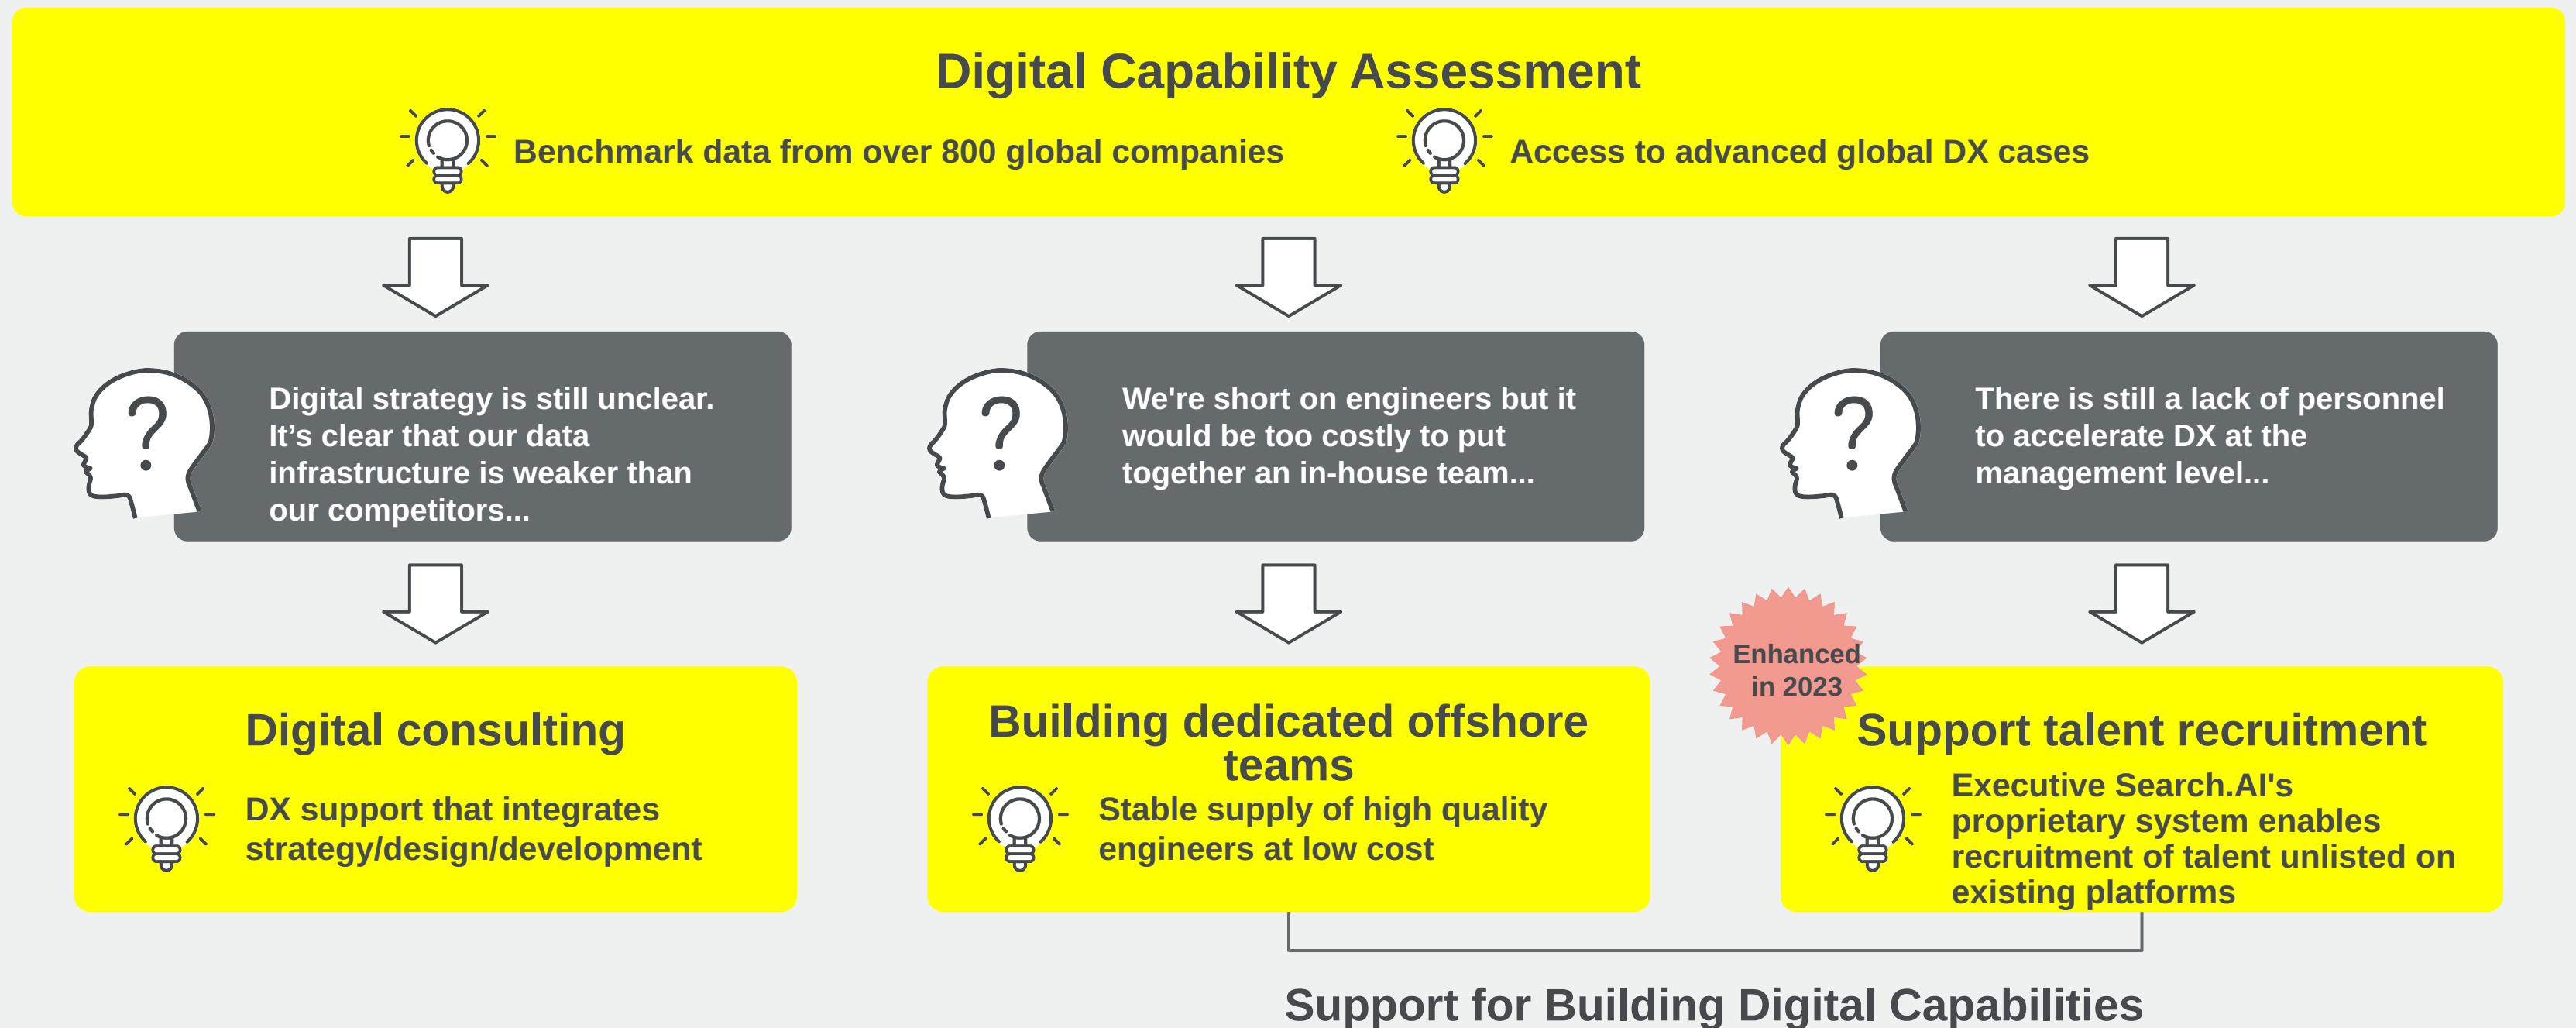 Digital Capability Assessment
Benchmark data from over 800 global companies
Access to advanced global DX cases
Digital strategy is still unclear.
It’s clear that our data
infrastructure is weaker than
our competitors...
We're short on engineers but it
would be too costly to put
together an in-house team...
There is still a lack of personnel
to accelerate DX at the
management level...
Digital consulting
DX support that integrates
strategy/design/development
Building dedicated offshore
teams
Stable supply of high quality
engineers at low cost
Enhanced
in 2023
Support talent recruitment
Executive Search.AI's
proprietary system enables
recruitment of talent unlisted on
existing platforms
Support for Building Digital Capabilities